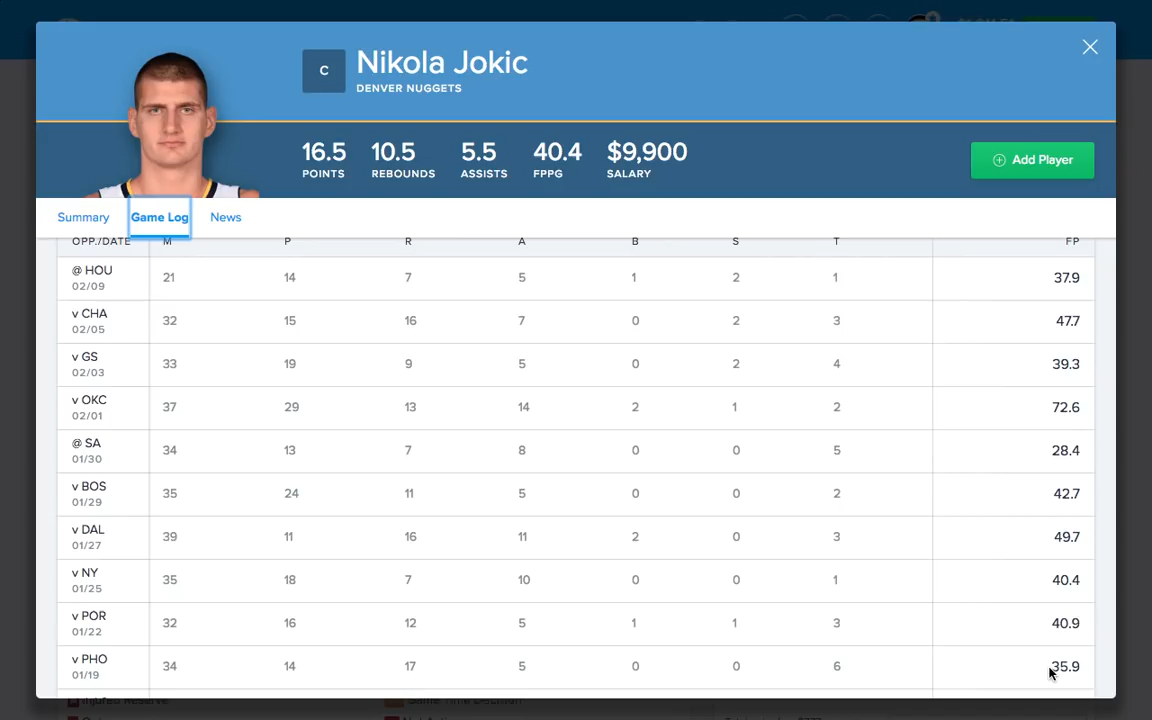 C
Nikola Jokic
DENVER NUGGETS
16.5 10.5 5.5 40.4 $9,900
POINTS REBOUNDS ASSISTS FPPG SALARY
Add Player
Summary Game Log News
OPP./DATE M P R A B S T FP
@ HOU
02/09
21 14 7 5 1 2 1 37.9
v CHA
02/05
32 15 16 7 0 2 3 47.7
v GS
02/03
33 19 9 5 0 2 4 39.3
v OKC
02/01
37 29 13 14 2 1 2 72.6
@ SA
01/30
34 13 7 8 0 0 5 28.4
v BOS
01/29
35 24 11 5 0 0 2 42.7
v DAL
01/27
39 11 16 11 2 0 3 49.7
v NY
01/25
35 18 7 10 0 0 1 40.4
v POR
01/22
32 16 12 5 1 1 3 40.9
v PHO
01/19
34 14 17 5 0 0 6 35.9